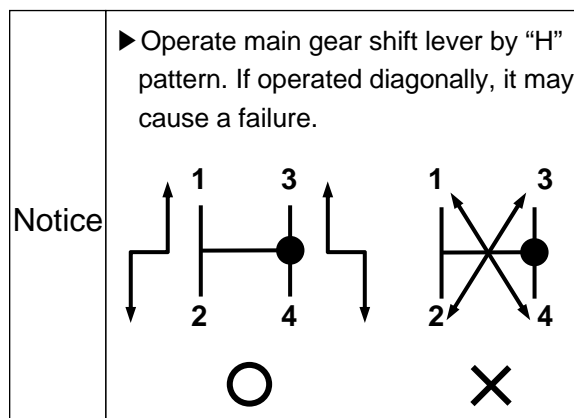 ▶Operate main gear shift lever by “H”
pattern. If operated diagonally, it may
cause a failure.
Notice
1 3 1 3
2 4 2 4